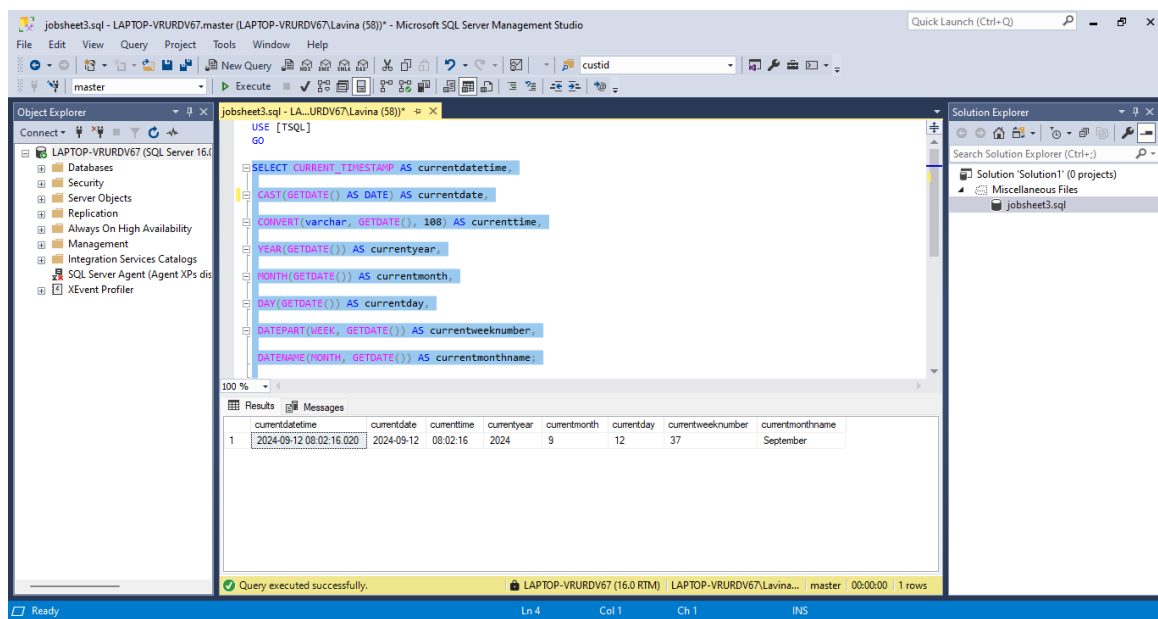 jobsheet3.sql - LAPTOP-VRURDV67.master (LAPTOP-VRURDV67\Lavina (58))* - Microsoft SQL Server Management Studio
Quick Launch (Ctrl+Q)
File Edit View Query Project Tools Window Help
New Query
custid
master
Execute
Object Explorer
Connect
LAPTOP-VRURDV67 (SQL Server 16.(
Databases
Security
Server Objects
Replication
Always On High Availability
Management
Integration Services Catalogs
SQL Server Agent (Agent XPs dis
XEvent Profiler
jobsheet3.sql - LA...URDV67\Lavina (58))*
USE [TSQL]
GO
SELECT CURRENT_TIMESTAMP AS currentdatetime,
CAST(GETDATE() AS DATE) AS currentdate,
CONVERT(varchar, GETDATE(), 108) AS currenttime,
YEAR(GETDATE()) AS currentyear,
MONTH(GETDATE()) AS currentmonth,
DAY(GETDATE()) AS currentday,
DATEPART(WEEK, GETDATE()) AS currentweeknumber,
DATENAME(MONTH, GETDATE()) AS currentmonthname;
100 %
Results Messages
currentdatetime currentdate currenttime currentyear currentmonth currentday currentweeknumber currentmonthname
1 2024-09-12 08:02:16.020 2024-09-12 08:02:16 2024 9 12 37 September
Query executed successfully.
LAPTOP-VRURDV67 (16.0 RTM) LAPTOP-VRURDV67\Lavina... master 00:00:00 1 rows
Solution Explorer
Search Solution Explorer (Ctrl+;)
Solution 'Solution1' (0 projects)
Miscellaneous Files
jobsheet3.sql
Ready Ln 4 Col 1 Ch 1 INS